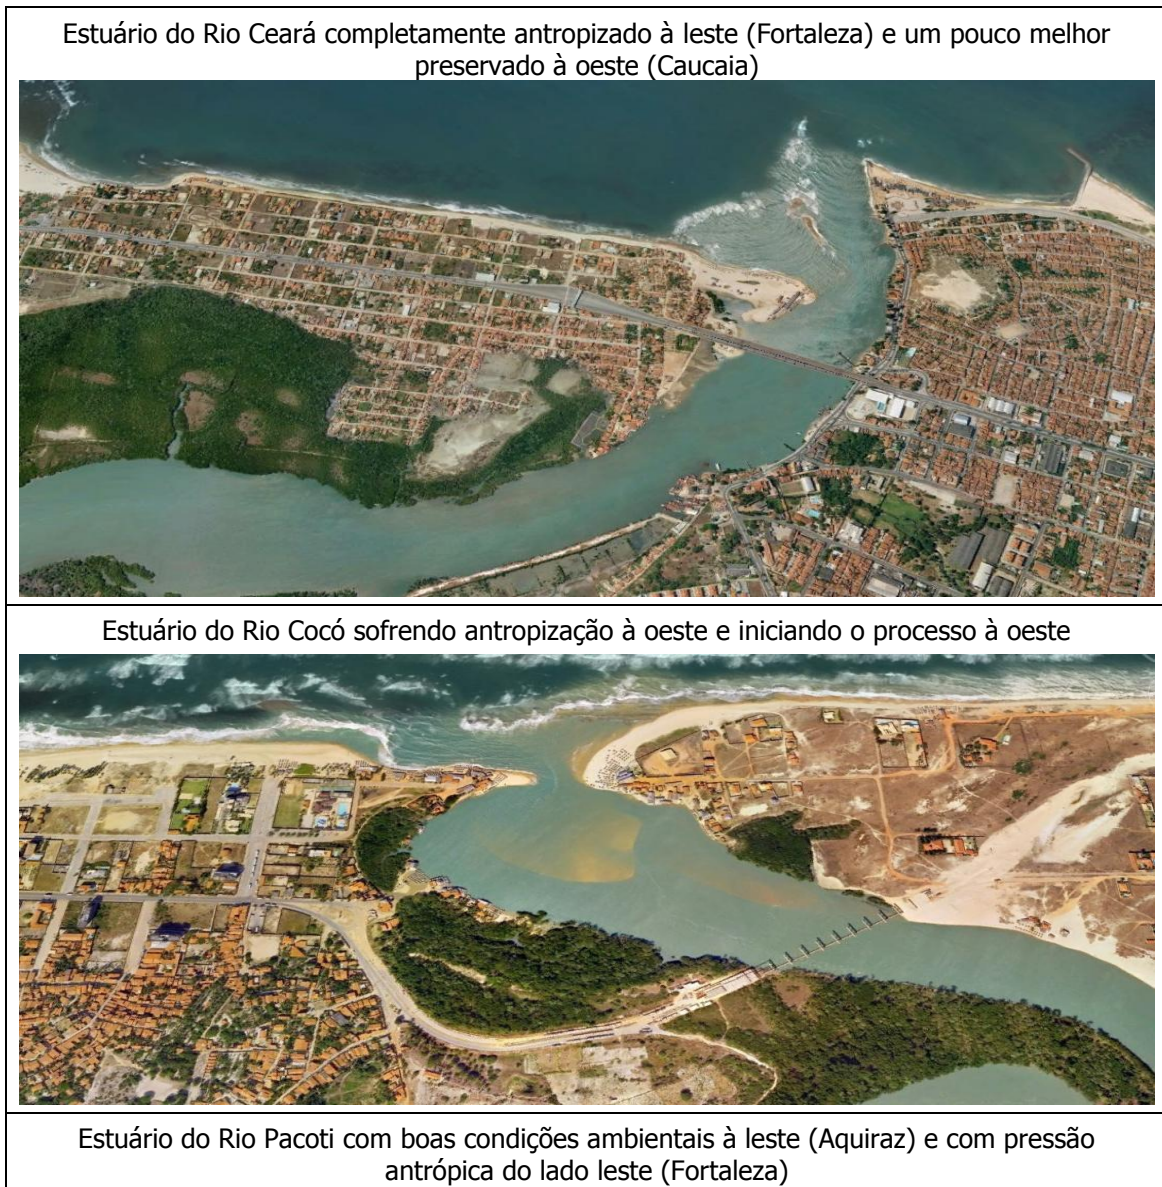 Estuário do Rio Ceará completamente antropizado à leste (Fortaleza) e um pouco melhor
preservado à oeste (Caucaia)
Estuário do Rio Cocó sofrendo antropização à oeste e iniciando o processo à oeste
Estuário do Rio Pacoti com boas condições ambientais à leste (Aquiraz) e com pressão
antrópica do lado leste (Fortaleza)